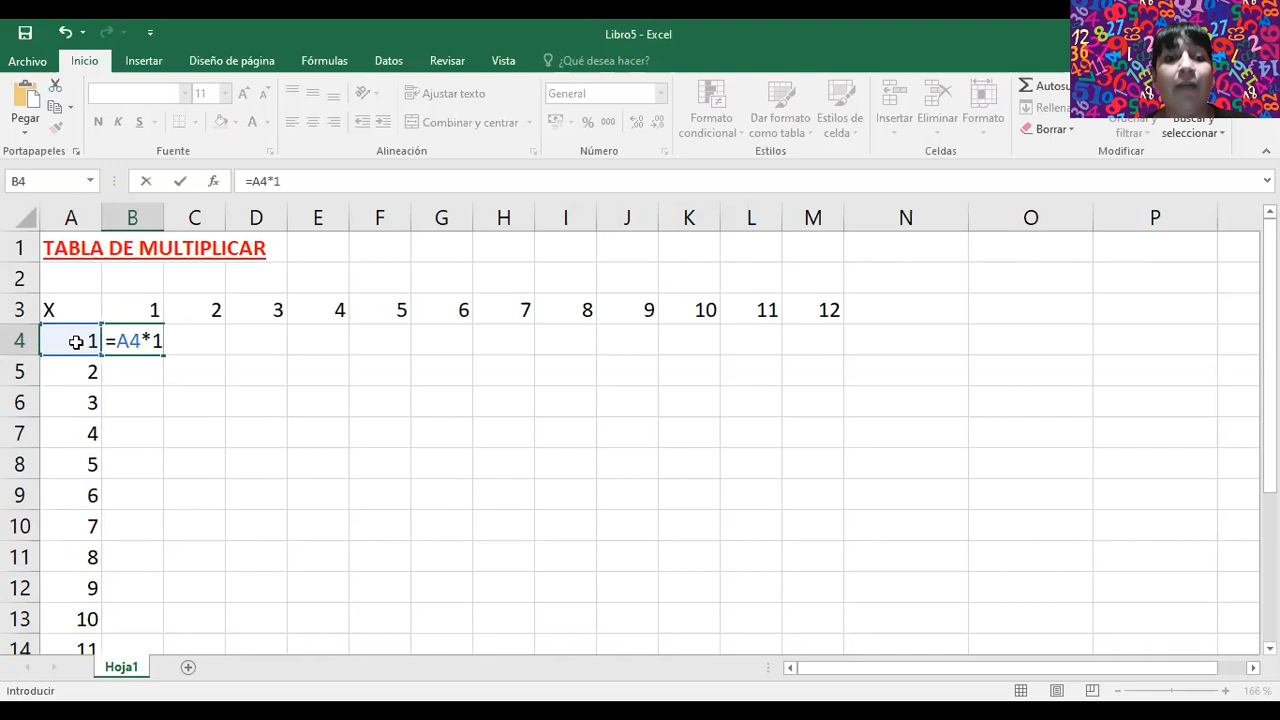 Libro5 - Excel
Archivo Inicio Insertar Diseño de página Fórmulas Datos Revisar Vista ¿Qué desea hacer?
Pegar
11
Ajustar texto
General
N K S
Combinar y centrar
% 000
Formato condicional
Dar formato como tabla
Estilos de celda
Insertar Eliminar Formato
Borrar
filtrar
Buscar y seleccionar
Portapapeles Fuente Alineación Número Estilos Celdas Modificar
B4 fx =A4*1
A B C D E F G H I J K L M N O P
1 TABLA DE MULTIPLICAR
2
3 X 1 2 3 4 5 6 7 8 9 10 11 12
4 1 =A4*1
5 2
6 3
7 4
8 5
9 6
10 7
11 8
12 9
13 10
14 11
Hoja1
Introducir 166 %